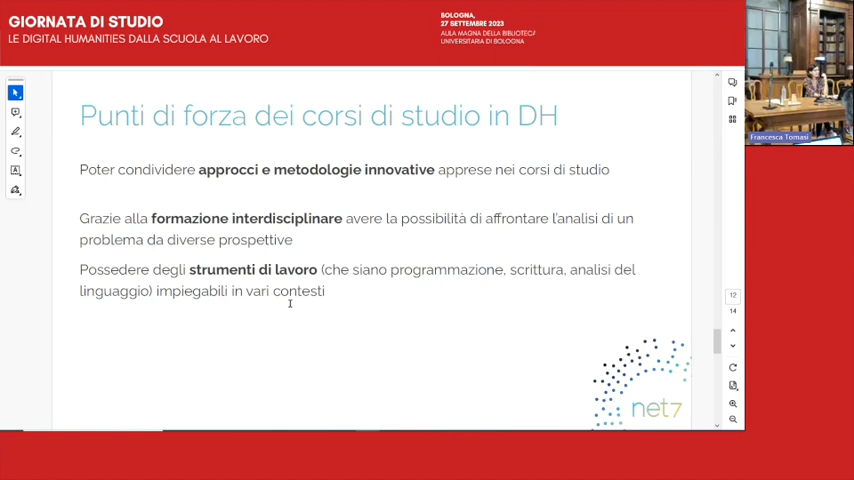 GIORNATA DI STUDIO
LE DIGITAL HUMANITIES DALLA SCUOLA AL LAVORO
BOLOGNA,
27 SETTEMBRE 2023
AULA MAGNA DELLA BIBLIOTECA
UNIVERSITARIA DI BOLOGNA
Francesca Tomasi
Punti di forza dei corsi di studio in DH
Poter condividere approcci e metodologie innovative apprese nei corsi di studio
Grazie alla formazione interdisciplinare avere la possibilità di affrontare l'analisi di un
problema da diverse prospettive
Possedere degli strumenti di lavoro (che siano programmazione, scrittura, analisi del
linguaggio) impiegabili in vari contesti
12
14
net7